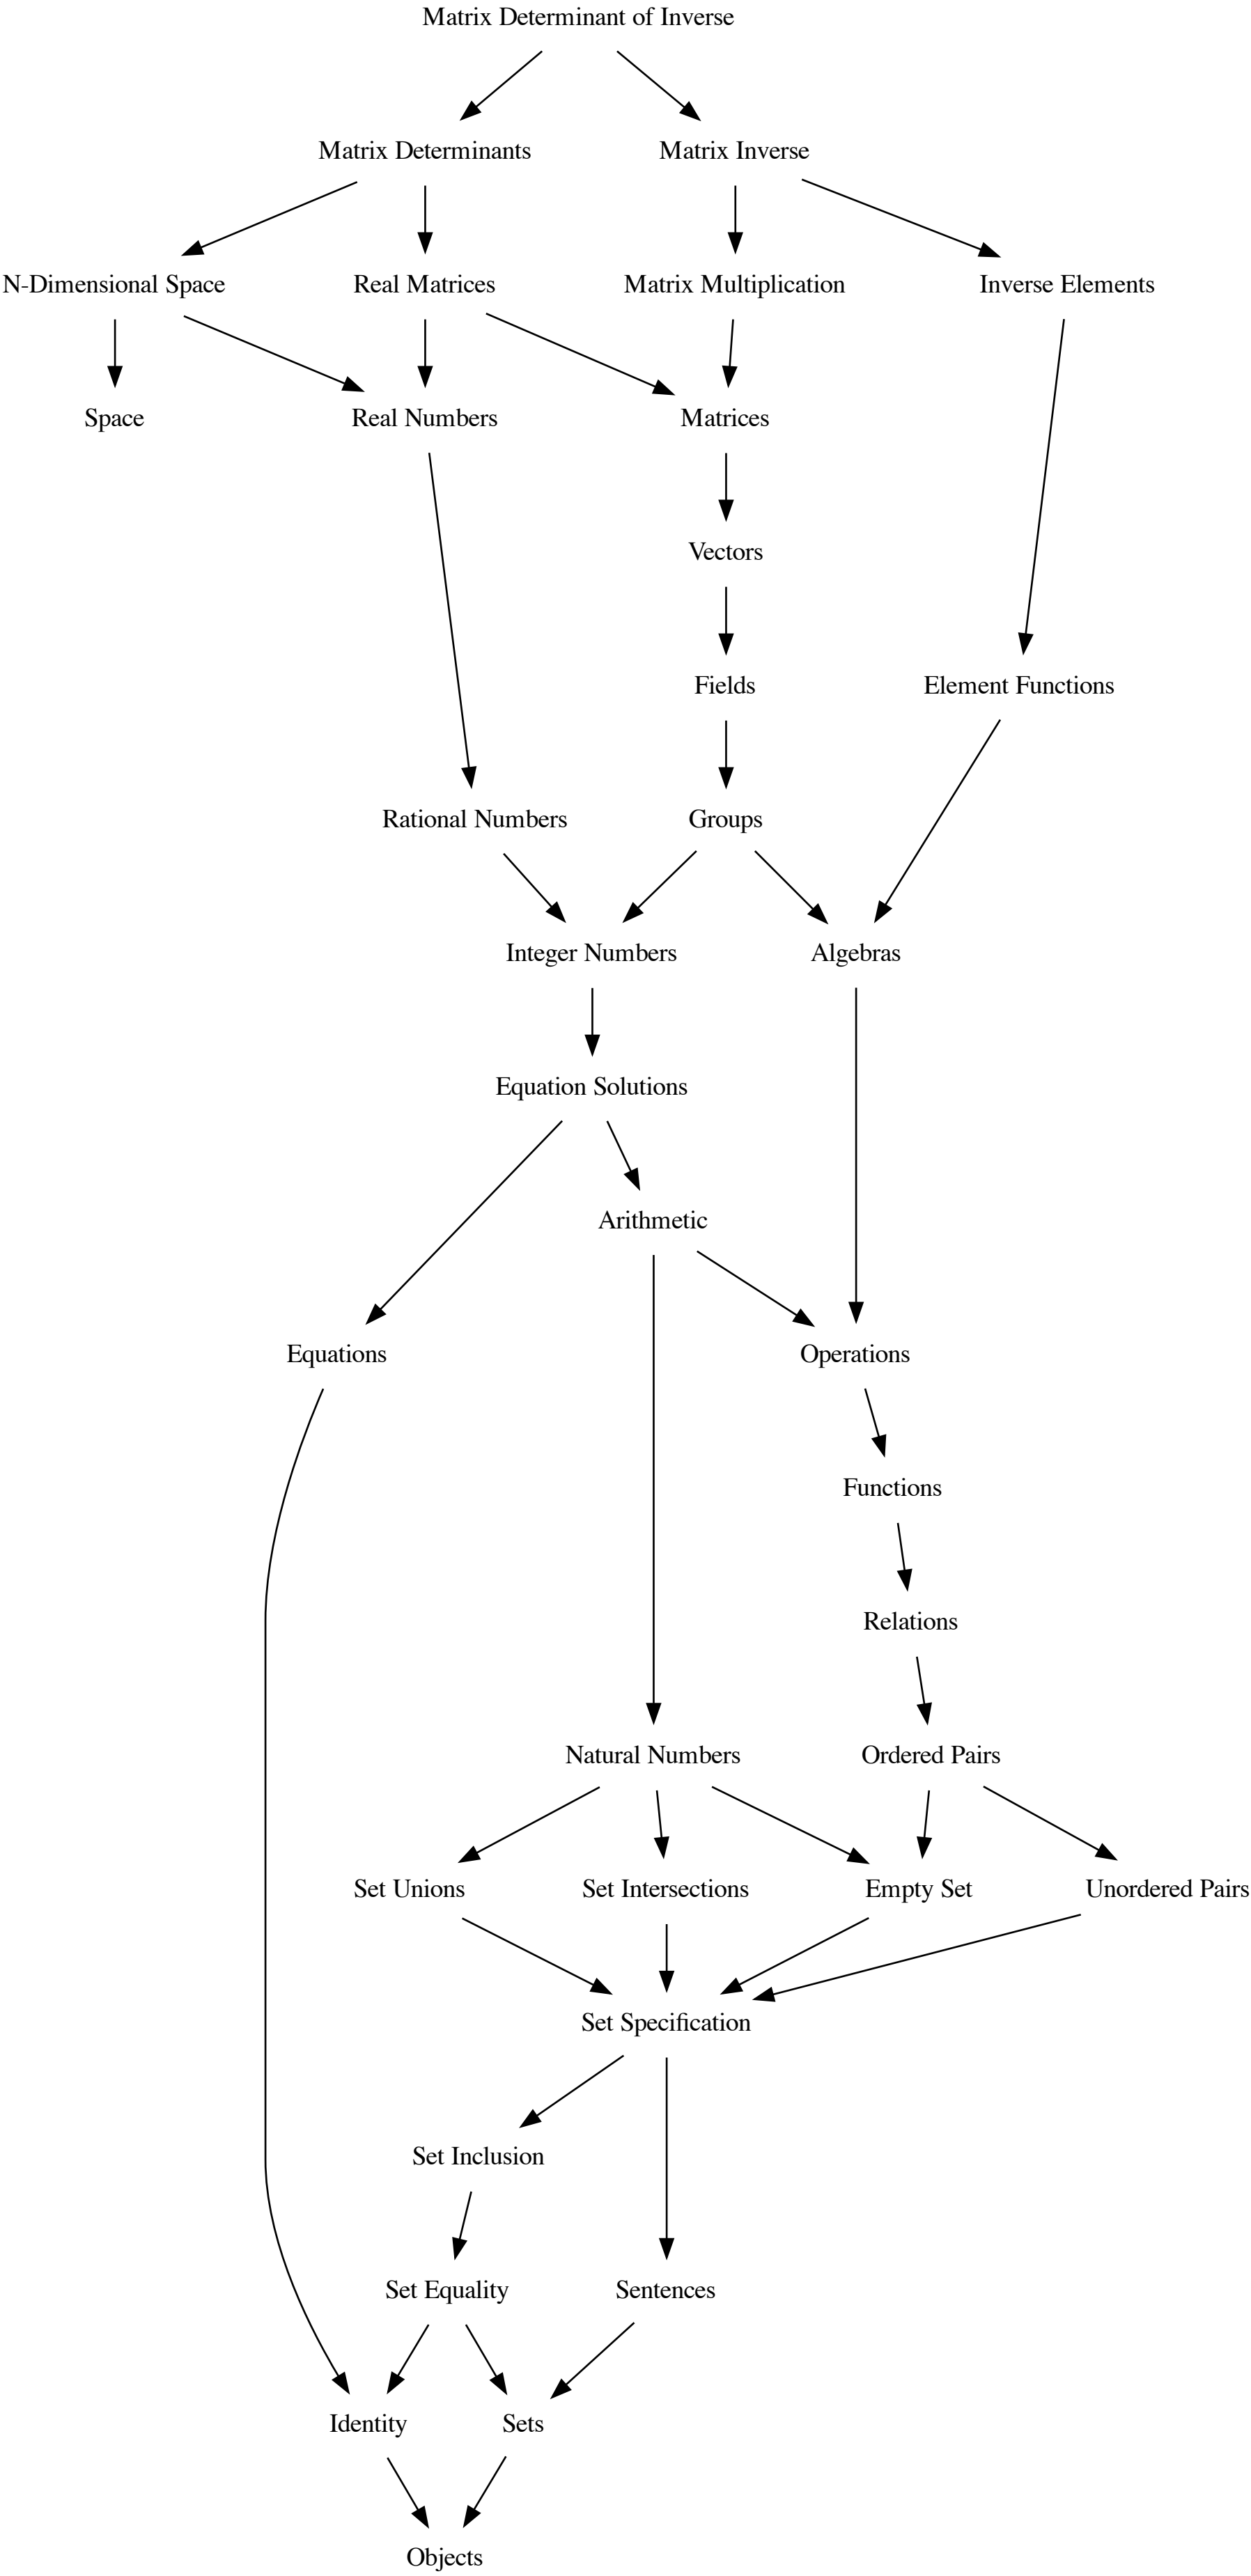 Matrix Determinant of Inverse
Matrix Determinants
Matrix Inverse
N-Dimensional Space
Real Matrices
Matrix Multiplication
Inverse Elements
Space
Real Numbers
Matrices
Vectors
Fields
Element Functions
Rational Numbers
Groups
Integer Numbers
Algebras
Equation Solutions
Arithmetic
Equations
Operations
Functions
Relations
Natural Numbers
Ordered Pairs
Set Unions
Set Intersections
Empty Set
Unordered Pairs
Set Specification
Set Inclusion
Set Equality
Sentences
Identity
Sets
Objects